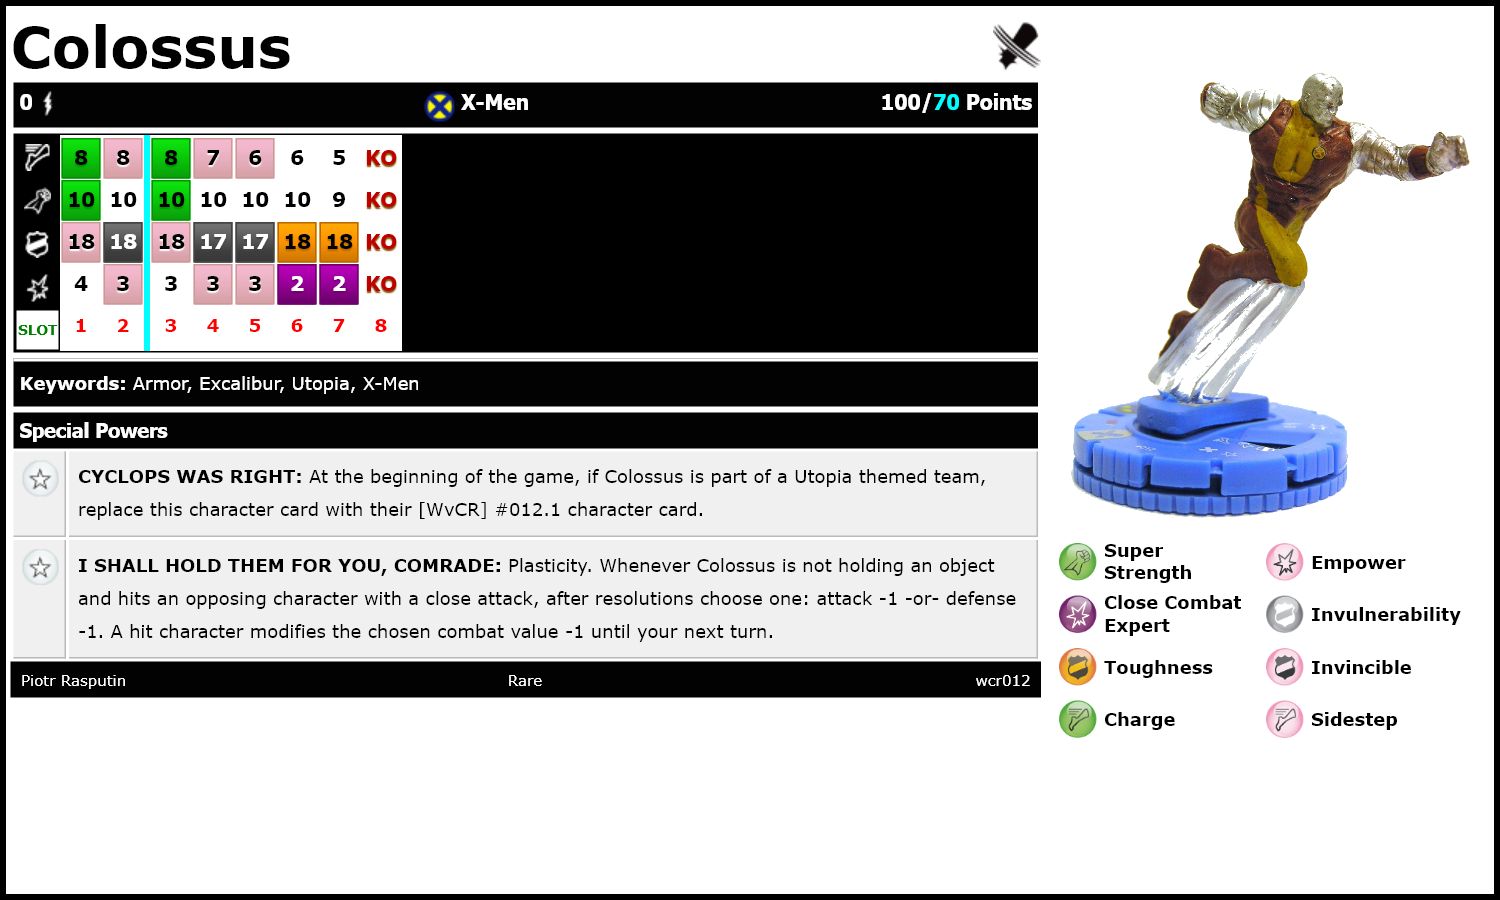 Colossus
0 X-Men 100/70 Points
8 8 8 7 6 6 5 KO
10 10 10 10 10 10 9 KO
18 18 18 17 17 18 18 KO
4 3 3 3 3 2 2 KO
SLOT 1 2 3 4 5 6 7 8
Keywords: Armor, Excalibur, Utopia, X-Men
Special Powers
CYCLOPS WAS RIGHT: At the beginning of the game, if Colossus is part of a Utopia themed team,
replace this character card with their [WvCR] #012.1 character card.
I SHALL HOLD THEM FOR YOU, COMRADE: Plasticity. Whenever Colossus is not holding an object
and hits an opposing character with a close attack, after resolutions choose one: attack -1 -or- defense
-1. A hit character modifies the chosen combat value -1 until your next turn.
Piotr Rasputin Rare wcr012
Super
Strength
Empower
Close Combat
Expert
Invulnerability
Toughness
Invincible
Charge
Sidestep